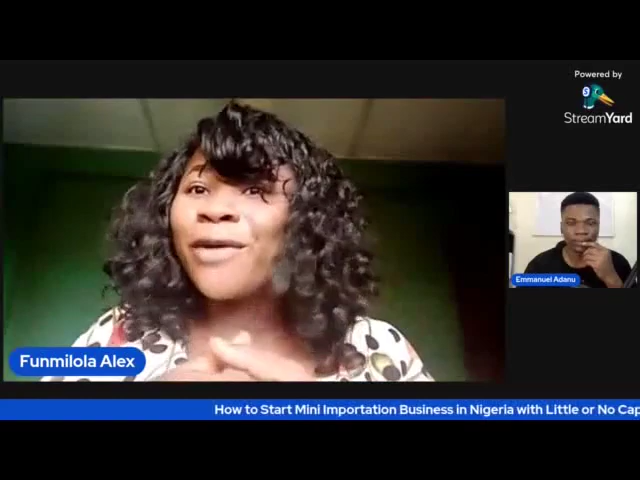 Powered by
StreamYard
Emmanuel Adanu
Funmilola Alex
How to Start Mini Importation Business in Nigeria with Little or No Cap